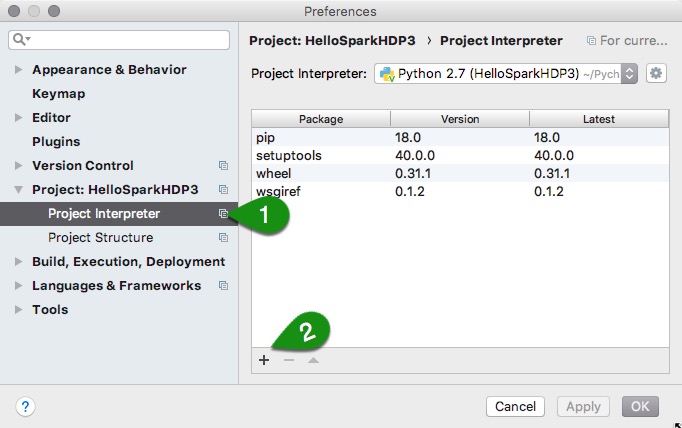 Preferences
Project: HelloSparkHDP3 › Project Interpreter For curre...
Appearance & Behavior
Keymap
Editor
Plugins
Version Control
Project: HelloSparkHDP3
Project Interpreter
Project Structure
Build, Execution, Deployment
Languages & Frameworks
Tools
Project Interpreter: Python 2.7 (HelloSparkHDP3) ~/Pych
Package Version Latest
pip 18.0 18.0
setuptools 40.0.0 40.0.0
wheel 0.31.1 0.31.1
wsgiref 0.1.2 0.1.2
1
2
+ −
?
Cancel Apply OK